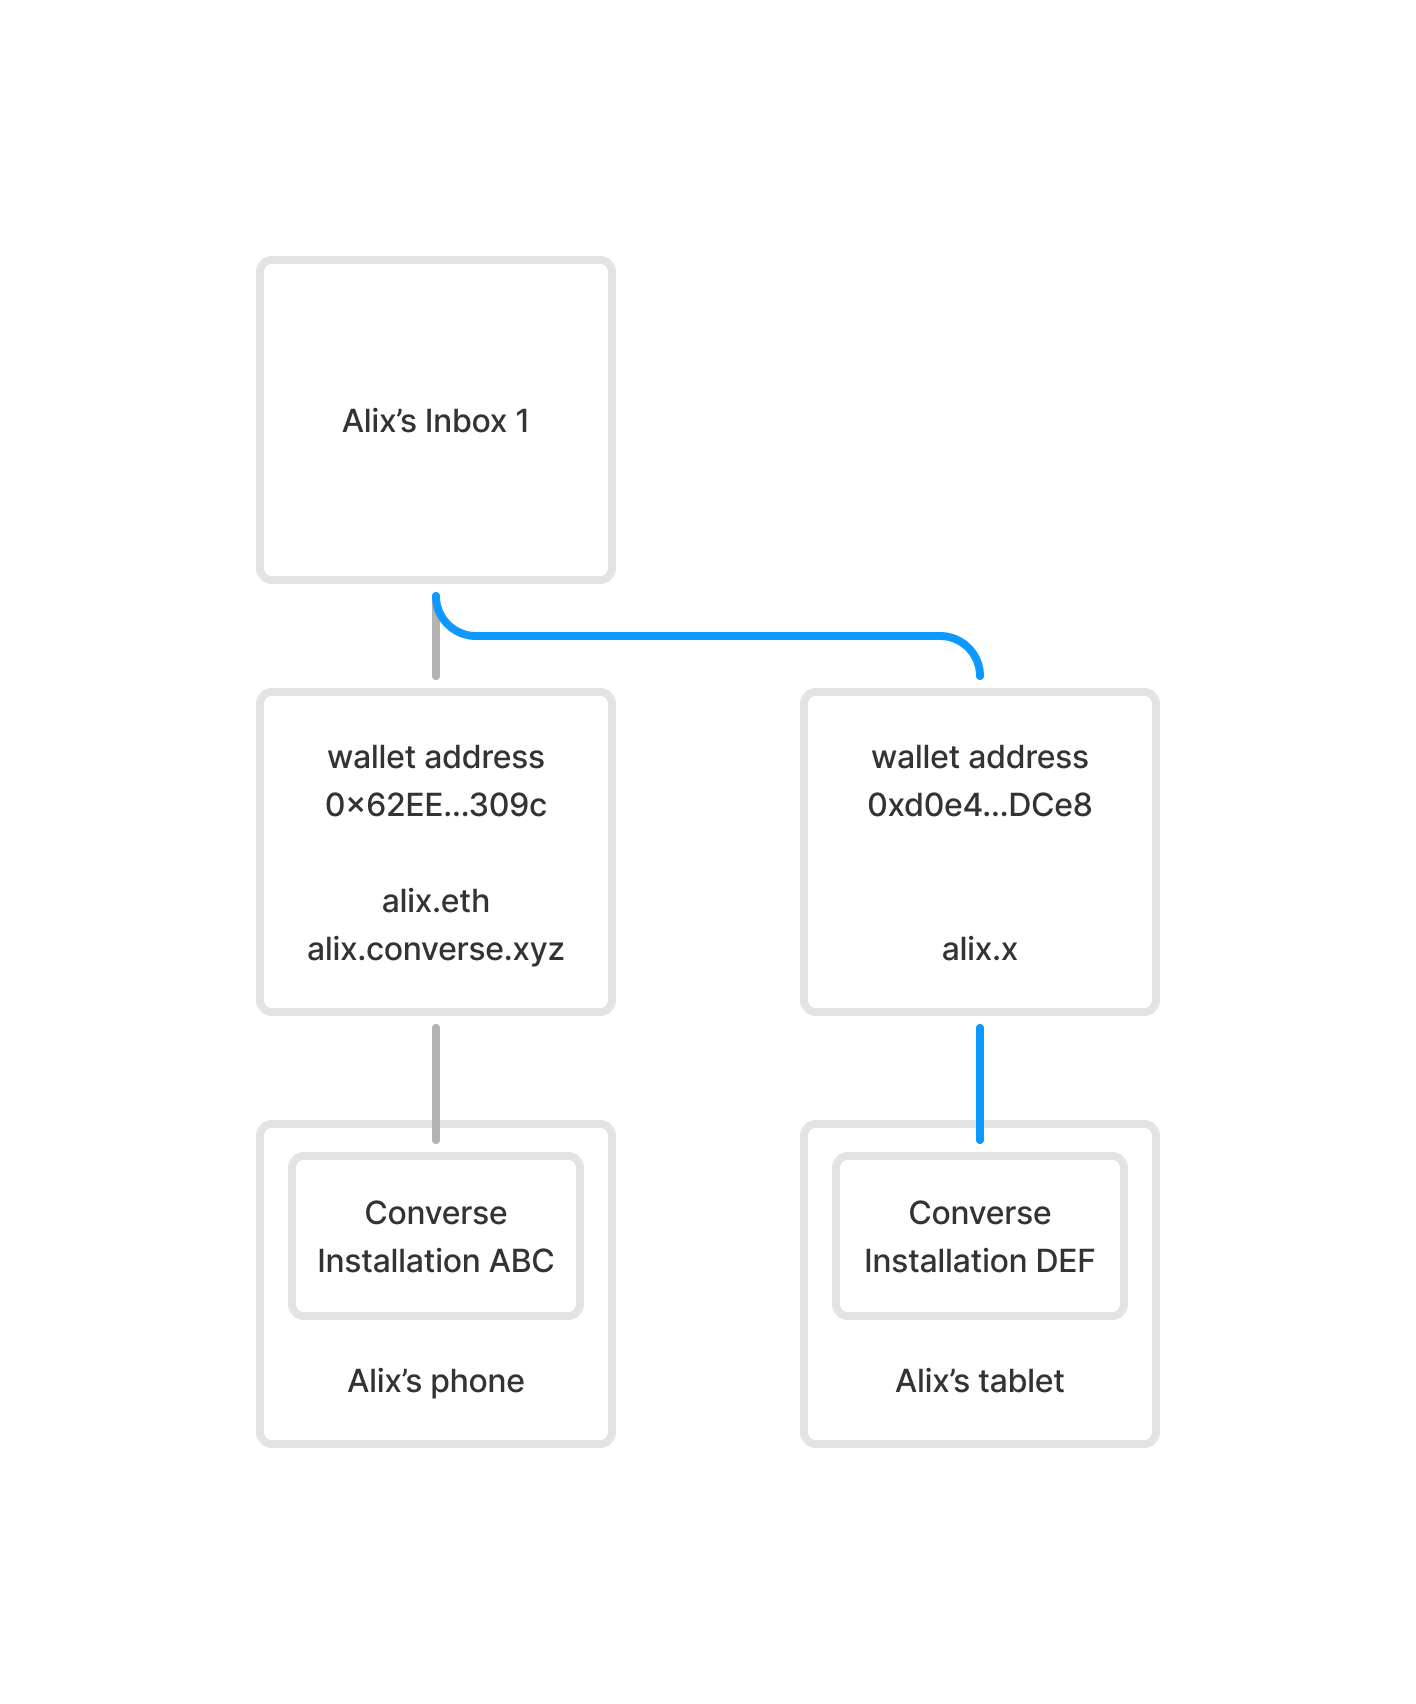 Alix’s Inbox 1
wallet address
0×62EE...309c
alix.eth
alix.converse.xyz
wallet address
0xd0e4...DCe8
alix.x
Converse
Installation ABC
Alix’s phone
Converse
Installation DEF
Alix’s tablet